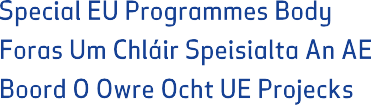 Special EU Programmes Body
Foras Um Chláir Speisialta An AE
Boord O Owre Ocht UE Projecks